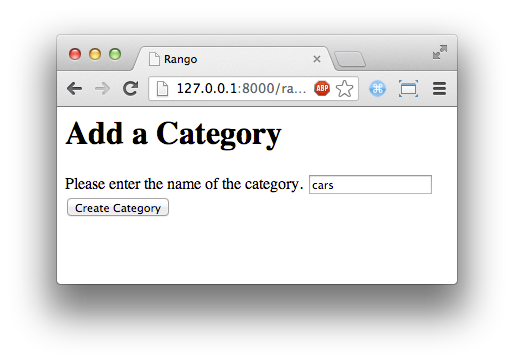 Rango
127.0.0.1:8000/ra...
ABP
Add a Category
Please enter the name of the category. cars
Create Category